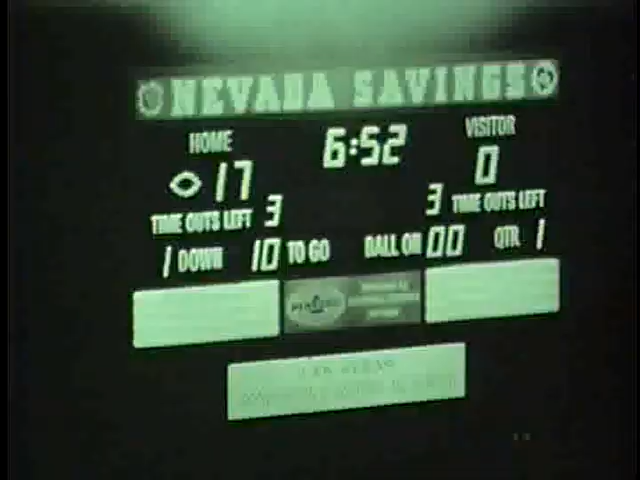 NEVADA SAVINGS
HOME 6:52 VISITOR
17 0
TIME OUTS LEFT 3 3 TIME OUTS LEFT
1 DOWN 10 TO GO BALL ON 00 QTR 1